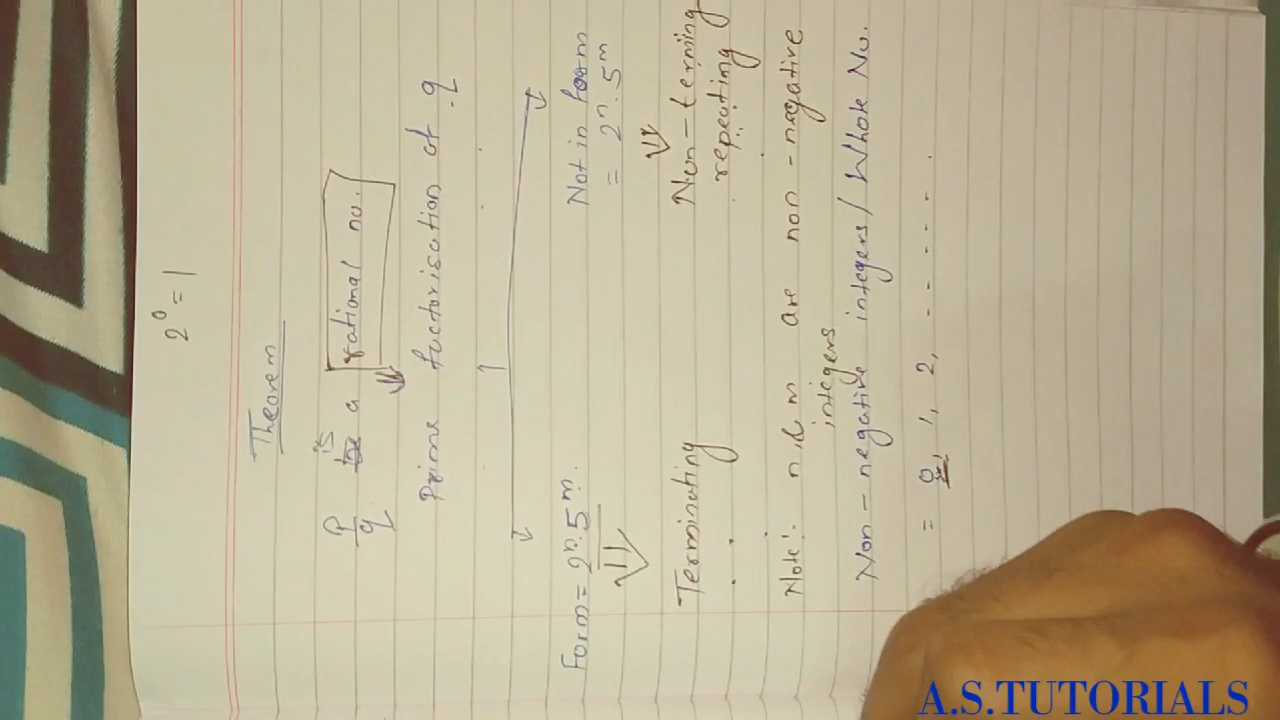 2⁰ = 1
Theorem
p/q is a rational no.
Prime factorisation of q
Form = 2ⁿ. 5ᵐ. Not in form
= 2ⁿ. 5ᵐ
Terminating Non-terming
repeating
Note: n & m are non-negative
integers
Non-negative integers/ Whole No.
= 0, 1, 2, - - - - - .
A.S.TUTORIALS